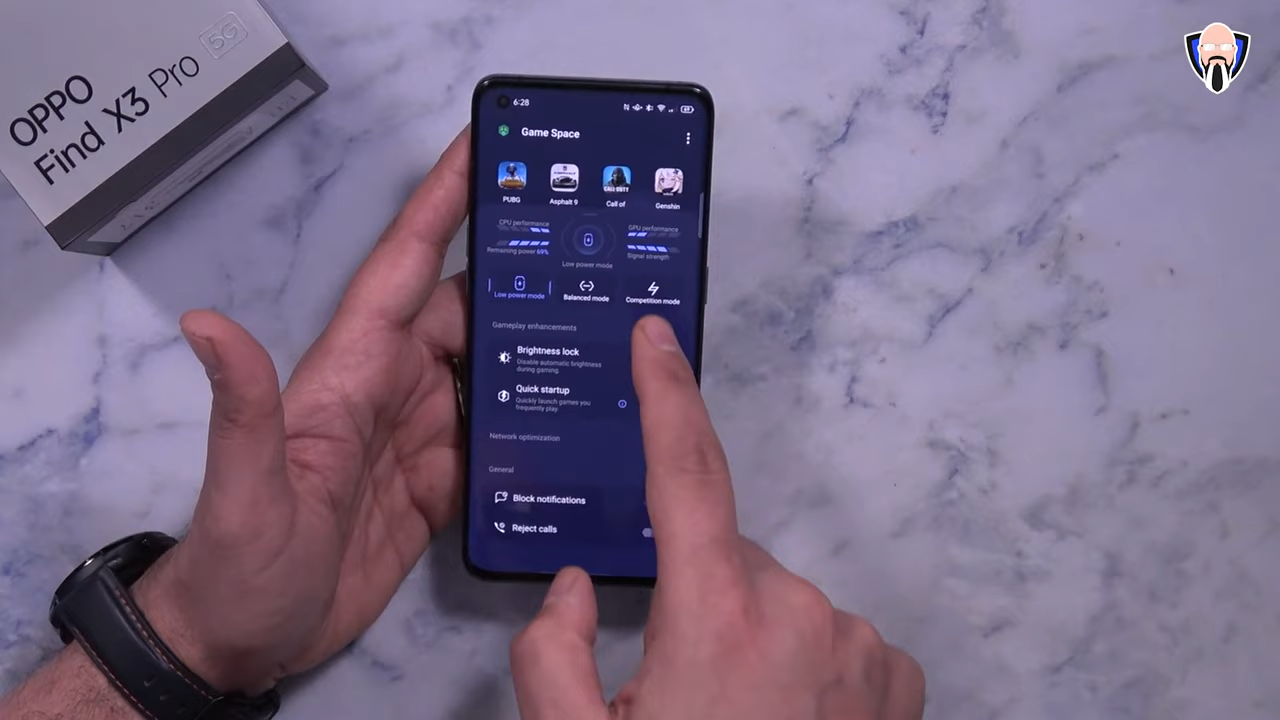 OPPO
Find X3 Pro 5G
6:28
Game Space
PUBG
Asphalt 9
Call of
Genshin
CALL DUTY
CPU performance
GPU performance
Remaining power 69%
Signal strength
Low power mode
Low power mode
Balanced mode
Competition mode
Gameplay enhancements
Brightness lock
Disable automatic brightness
during gaming
Quick startup
Quickly launch games you
frequently play
Network optimization
General
Block notifications
Reject calls